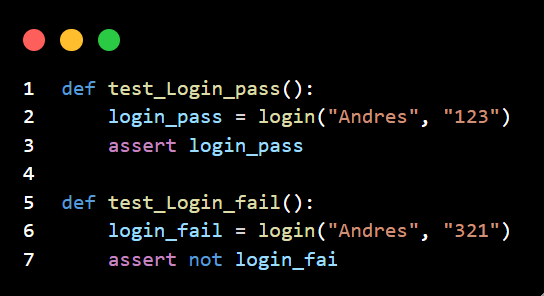 1 def test_Login_pass():
2     login_pass = login("Andres", "123")
3     assert login_pass
4
5 def test_Login_fail():
6     login_fail = login("Andres", "321")
7     assert not login_fai